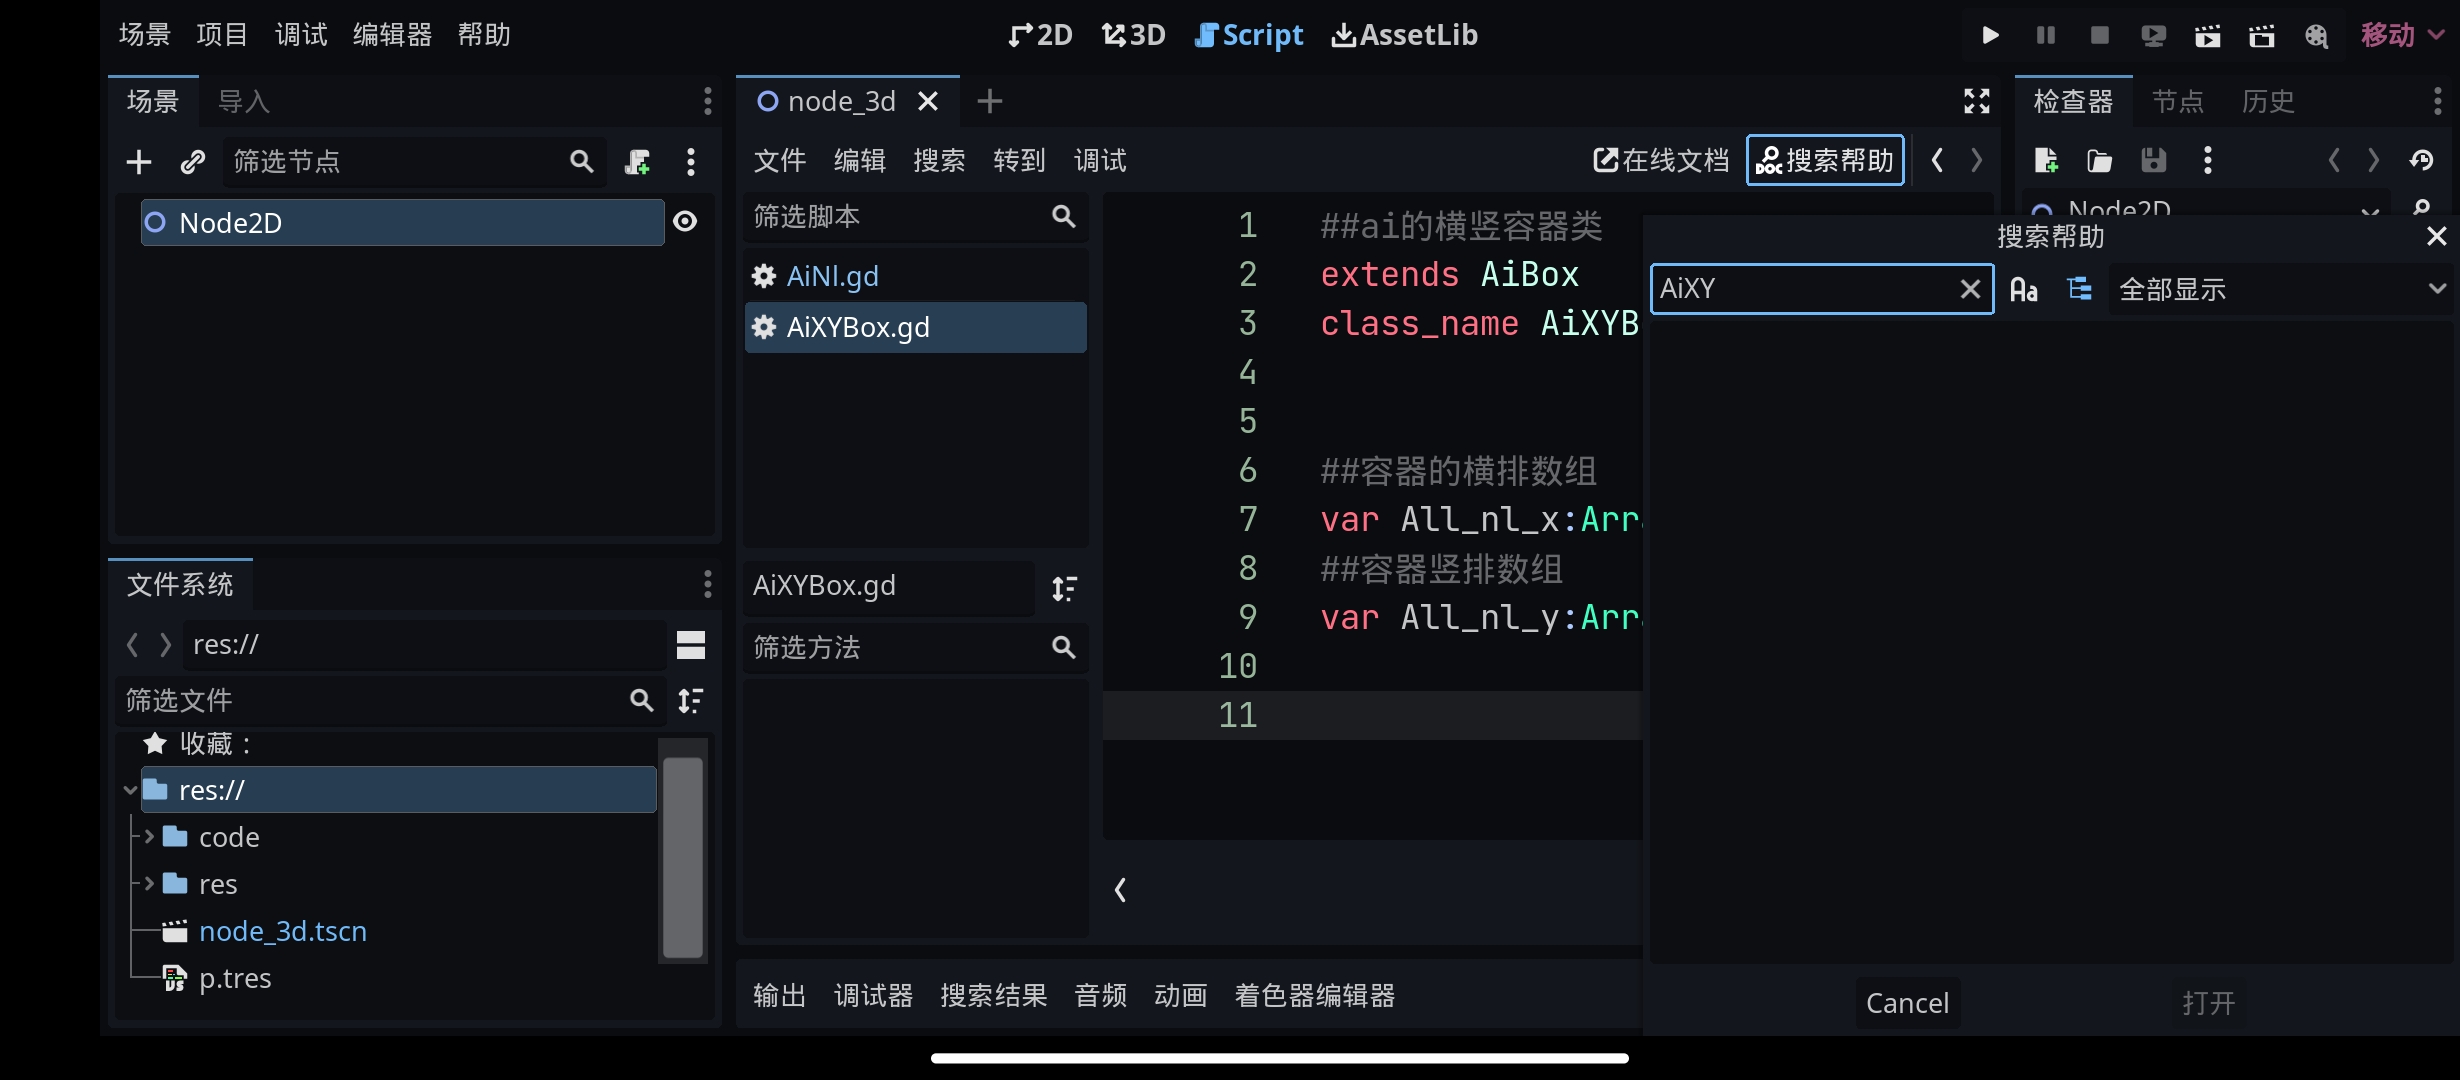 场景 项目 调试 编辑器 帮助
2D 3D Script AssetLib
移动
场景 导入
筛选节点
Node2D
文件系统
res://
筛选文件
收藏：
res://
code
res
node_3d.tscn
p.tres
node_3d
文件 编辑 搜索 转到 调试
在线文档 搜索帮助
筛选脚本
AiNl.gd
AiXYBox.gd
AiXYBox.gd
筛选方法
1 ##ai的横竖容器类
2 extends AiBox
3 class_name AiXYB
4
5
6 ##容器的横排数组
7 var All_nl_x:Arr
8 ##容器竖排数组
9 var All_nl_y:Arr
10
11
输出 调试器 搜索结果 音频 动画 着色器编辑器
检查器 节点 历史
Node2D
搜索帮助
AiXY Aa 全部显示
Cancel 打开